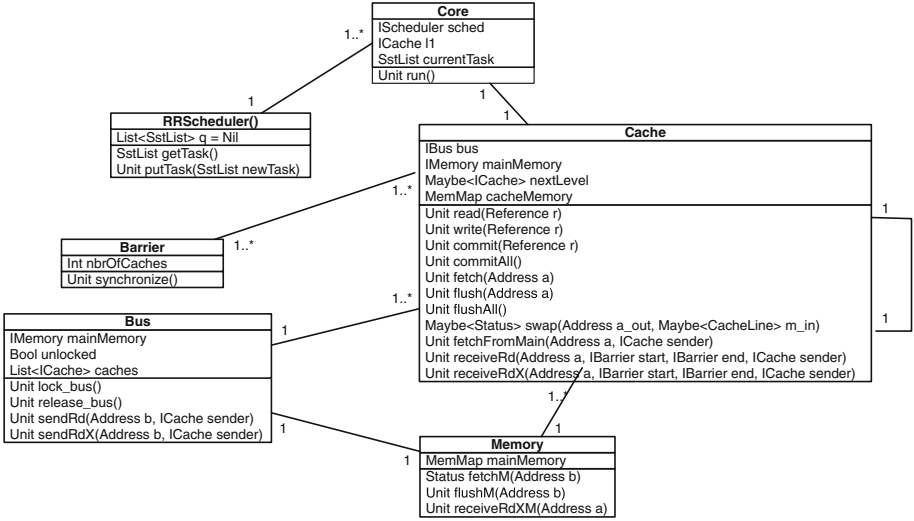 Core
IScheduler sched
ICache l1
SstList currentTask
Unit run()
1..*
1
1
1
RRScheduler()
List<SstList> q = Nil
SstList getTask()
Unit putTask(SstList newTask)
Cache
IBus bus
IMemory mainMemory
Maybe<ICache> nextLevel
MemMap cacheMemory
Unit read(Reference r)
Unit write(Reference r)
Unit commit(Reference r)
Unit commitAll()
Unit fetch(Address a)
Unit flush(Address a)
Unit flushAll()
Maybe<Status> swap(Address a_out, Maybe<CacheLine> m_in)
Unit fetchFromMain(Address a, ICache sender)
Unit receiveRd(Address a, IBarrier start, IBarrier end, ICache sender)
Unit receiveRdX(Address a, IBarrier start, IBarrier end, ICache sender)
1
1
1..*
1..*
Barrier
Int nbrOfCaches
Unit synchronize()
1..*
1
Bus
IMemory mainMemory
Bool unlocked
List<ICache> caches
Unit lock_bus()
Unit release_bus()
Unit sendRd(Address b, ICache sender)
Unit sendRdX(Address b, ICache sender)
1
1
1..*
1
Memory
MemMap mainMemory
Status fetchM(Address b)
Unit flushM(Address b)
Unit receiveRdXM(Address a)